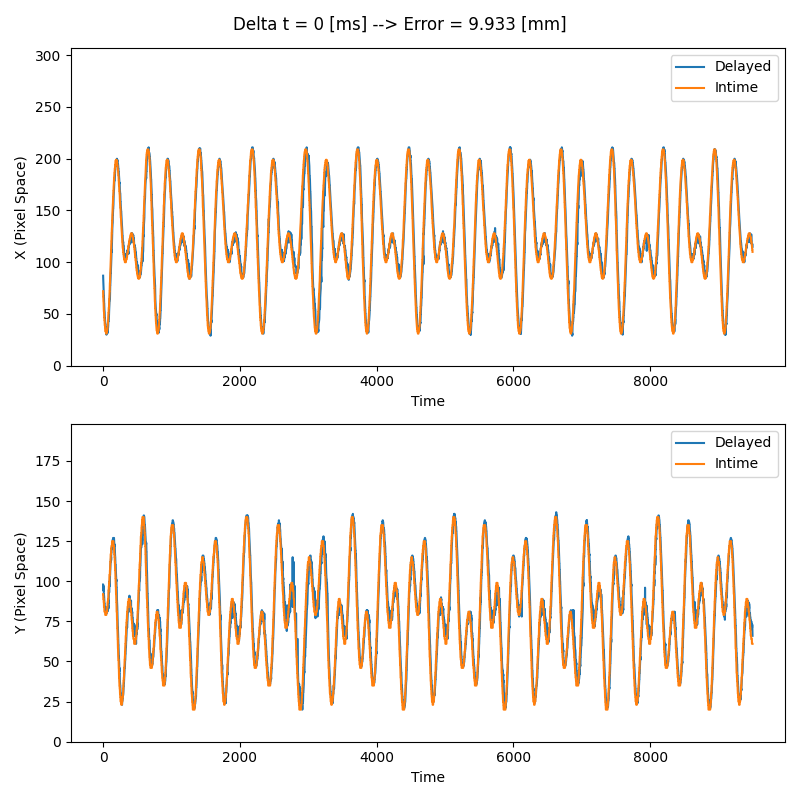 Delta t = 0 [ms] --> Error = 9.933 [mm]
300
250
200
150
100
50
0
X (Pixel Space)
Delayed
Intime
0 2000 4000 6000 8000
Time
175
150
125
100
75
50
25
0
Y (Pixel Space)
Delayed
Intime
0 2000 4000 6000 8000
Time